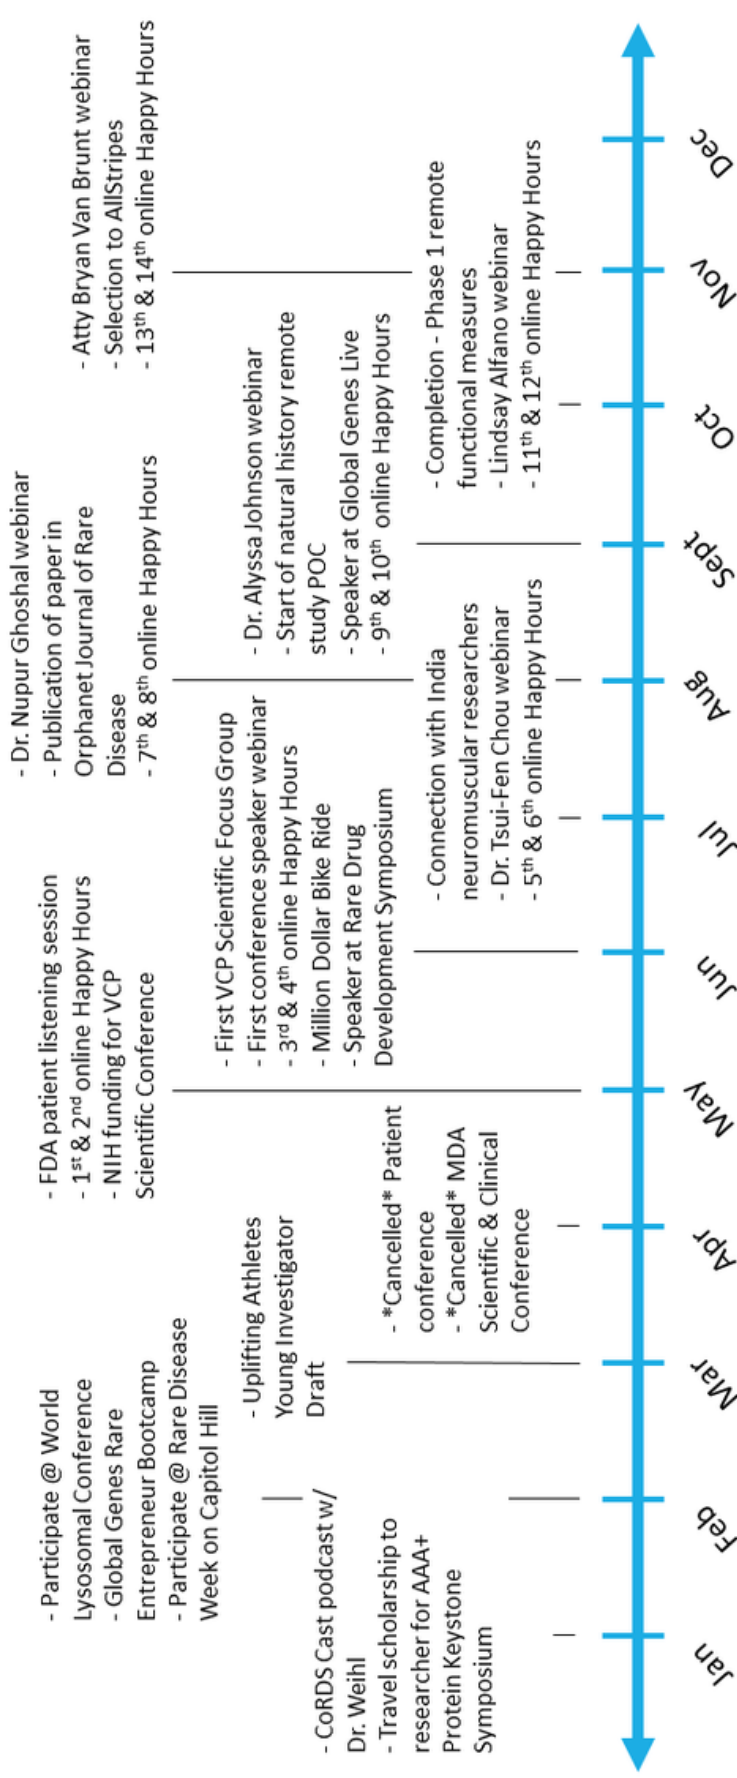 - CoRDS Cast podcast w/
Dr. Weihl
- Travel scholarship to
researcher for AAA+
Protein Keystone
Symposium
- Participate @ World
Lysosomal Conference
- Global Genes Rare
Entrepreneur Bootcamp
- Participate @ Rare Disease
Week on Capitol Hill
- Uplifting Athletes
Young Investigator
Draft
- *Cancelled* Patient
conference
- *Cancelled* MDA
Scientific & Clinical
Conference
- FDA patient listening session
- 1st & 2nd online Happy Hours
- NIH funding for VCP
Scientific Conference
- First VCP Scientific Focus Group
- First conference speaker webinar
- 3rd & 4th online Happy Hours
- Million Dollar Bike Ride
- Speaker at Rare Drug
Development Symposium
- Connection with India
neuromuscular researchers
- Dr. Tsui-Fen Chou webinar
- 5th & 6th online Happy Hours
- Dr. Nupur Ghoshal webinar
- Publication of paper in
Orphanet Journal of Rare
Disease
- 7th & 8th online Happy Hours
- Dr. Alyssa Johnson webinar
- Start of natural history remote
study POC
- Speaker at Global Genes Live
- 9th & 10th online Happy Hours
- Completion - Phase 1 remote
functional measures
- Lindsay Alfano webinar
- 11th & 12th online Happy Hours
- Atty Bryan Van Brunt webinar
- Selection to AllStripes
- 13th & 14th online Happy Hours
Jan
Feb
Mar
Apr
May
Jun
Jul
Aug
Sept
Oct
Nov
Dec